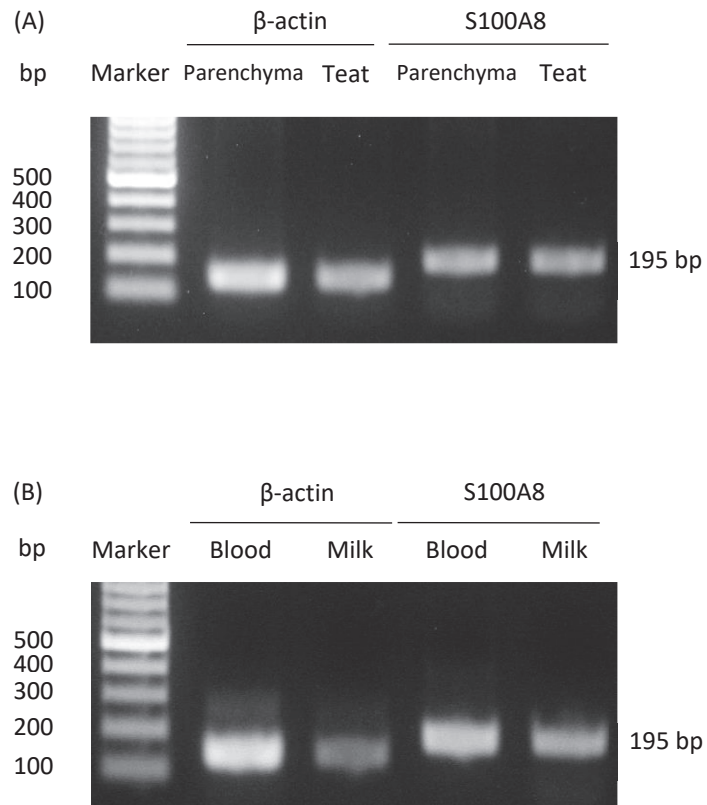 (A)
β-actin S100A8
bp Marker Parenchyma Teat Parenchyma Teat
500
400
300
200
195 bp
100
(B)
β-actin S100A8
bp Marker Blood Milk Blood Milk
500
400
300
200
195 bp
100